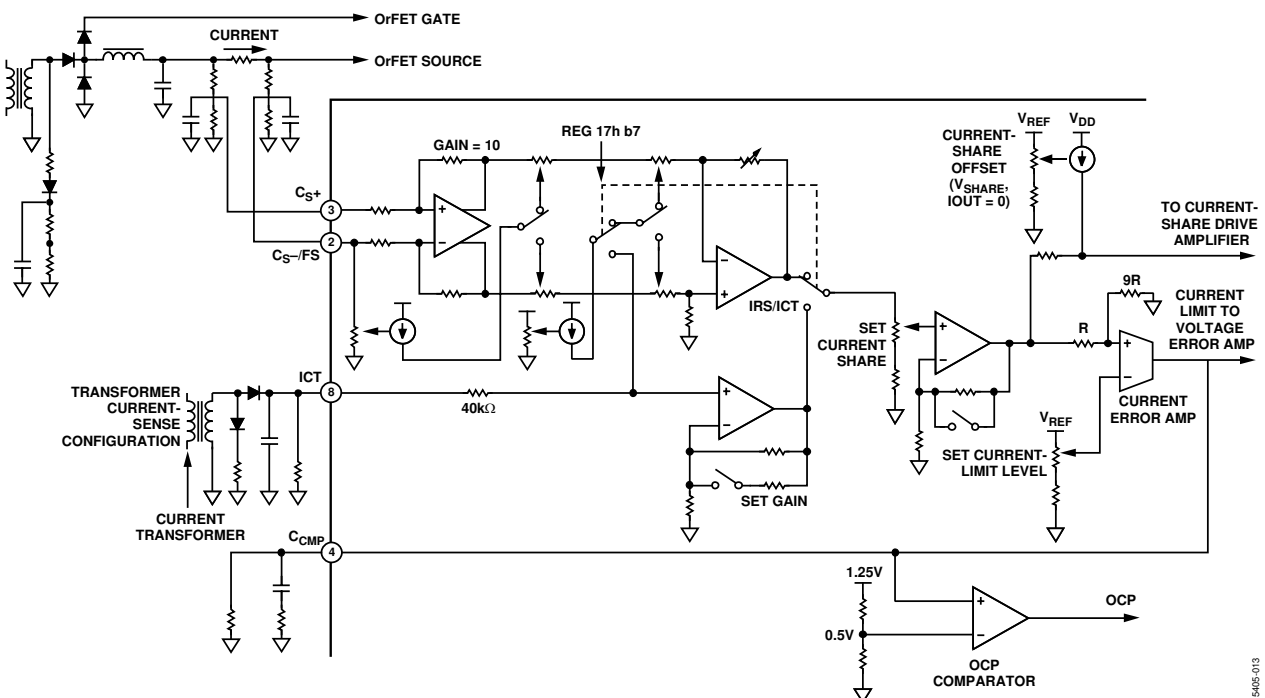 OrFET GATE
CURRENT
OrFET SOURCE
REG 17h b7
GAIN = 10
VREF
VDD
CURRENT-
SHARE
OFFSET
(VSHARE,
IOUT = 0)
CS+
3
2
CS–/FS
TO CURRENT-
SHARE DRIVE
AMPLIFIER
+
–
–
+
IRS/ICT
9R
CURRENT
LIMIT TO
VOLTAGE
ERROR AMP
SET
CURRENT
SHARE
+
–
R
+
–
CURRENT
ERROR AMP
ICT
8
40kΩ
TRANSFORMER
CURRENT-
SENSE
CONFIGURATION
+
–
VREF
SET CURRENT-
LIMIT LEVEL
SET GAIN
CURRENT
TRANSFORMER
CCMP
4
1.25V
0.5V
+
–
OCP
OCP
COMPARATOR
5405-013